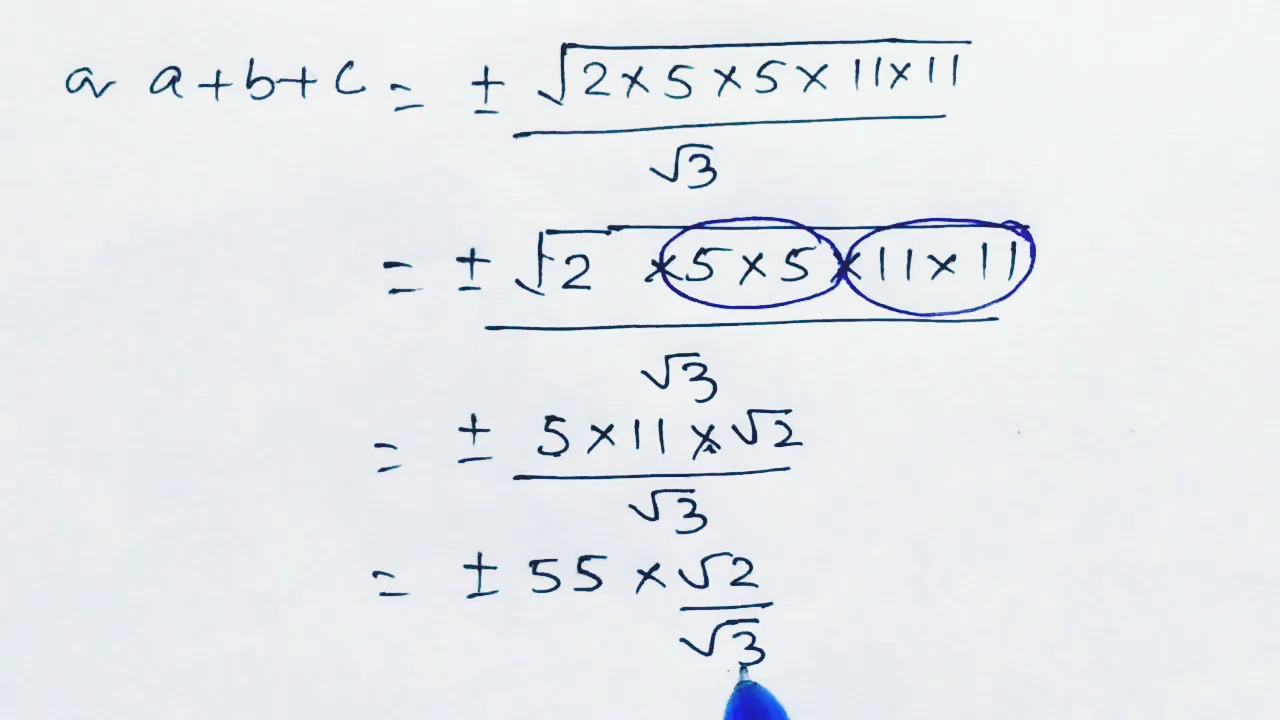 or a+b+c = ± √2×5×5×11×11
√3
= ± √2 ×5×5×11×11
√3
= ± 5×11×√2
√3
= ± 55 × √2
√3